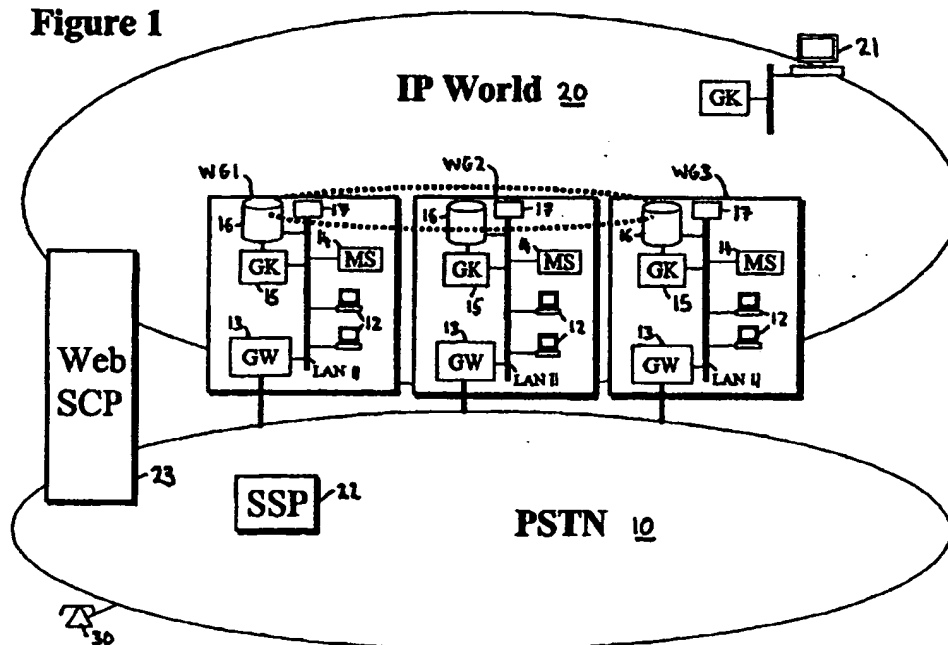 Figure 1
21
IP World 20
GK
WG1
WG2
WG3
16 17
16 17
16 17
14 MS
14 MS
14 MS
GK
GK
GK
15
15
15
12
12
12
13
13
13
GW
GW
GW
LAN 11
LAN 11
LAN 11
Web
SCP
23
SSP 22
PSTN 10
30